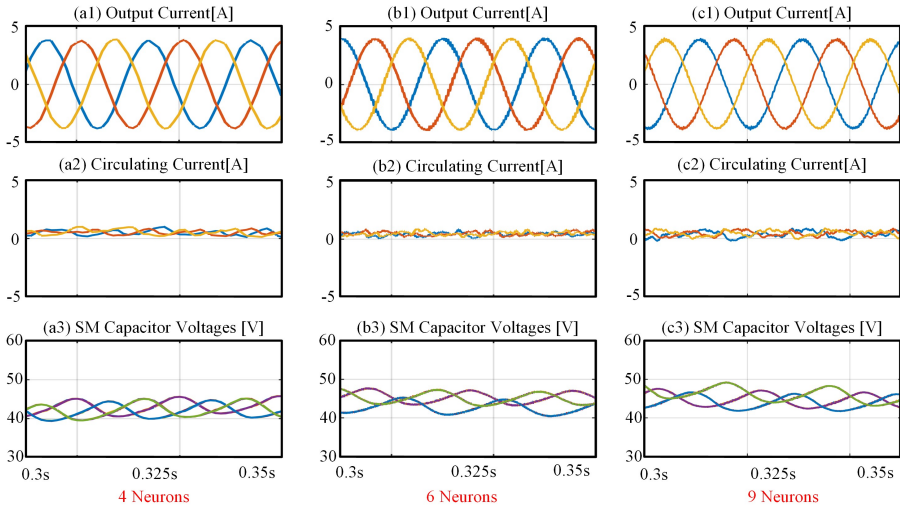 (a1) Output Current[A]
(b1) Output Current[A]
(c1) Output Current[A]
5
0
-5
5
0
-5
5
0
-5
(a2) Circulating Current[A]
(b2) Circulating Current[A]
(c2) Circulating Current[A]
5
0
-5
5
0
-5
5
0
-5
(a3) SM Capacitor Voltages [V]
(b3) SM Capacitor Voltages [V]
(c3) SM Capacitor Voltages [V]
60
50
40
30
60
50
40
30
60
50
40
30
0.3s 0.325s 0.35s
0.3s 0.325s 0.35s
0.3s 0.325s 0.35s
4 Neurons
6 Neurons
9 Neurons